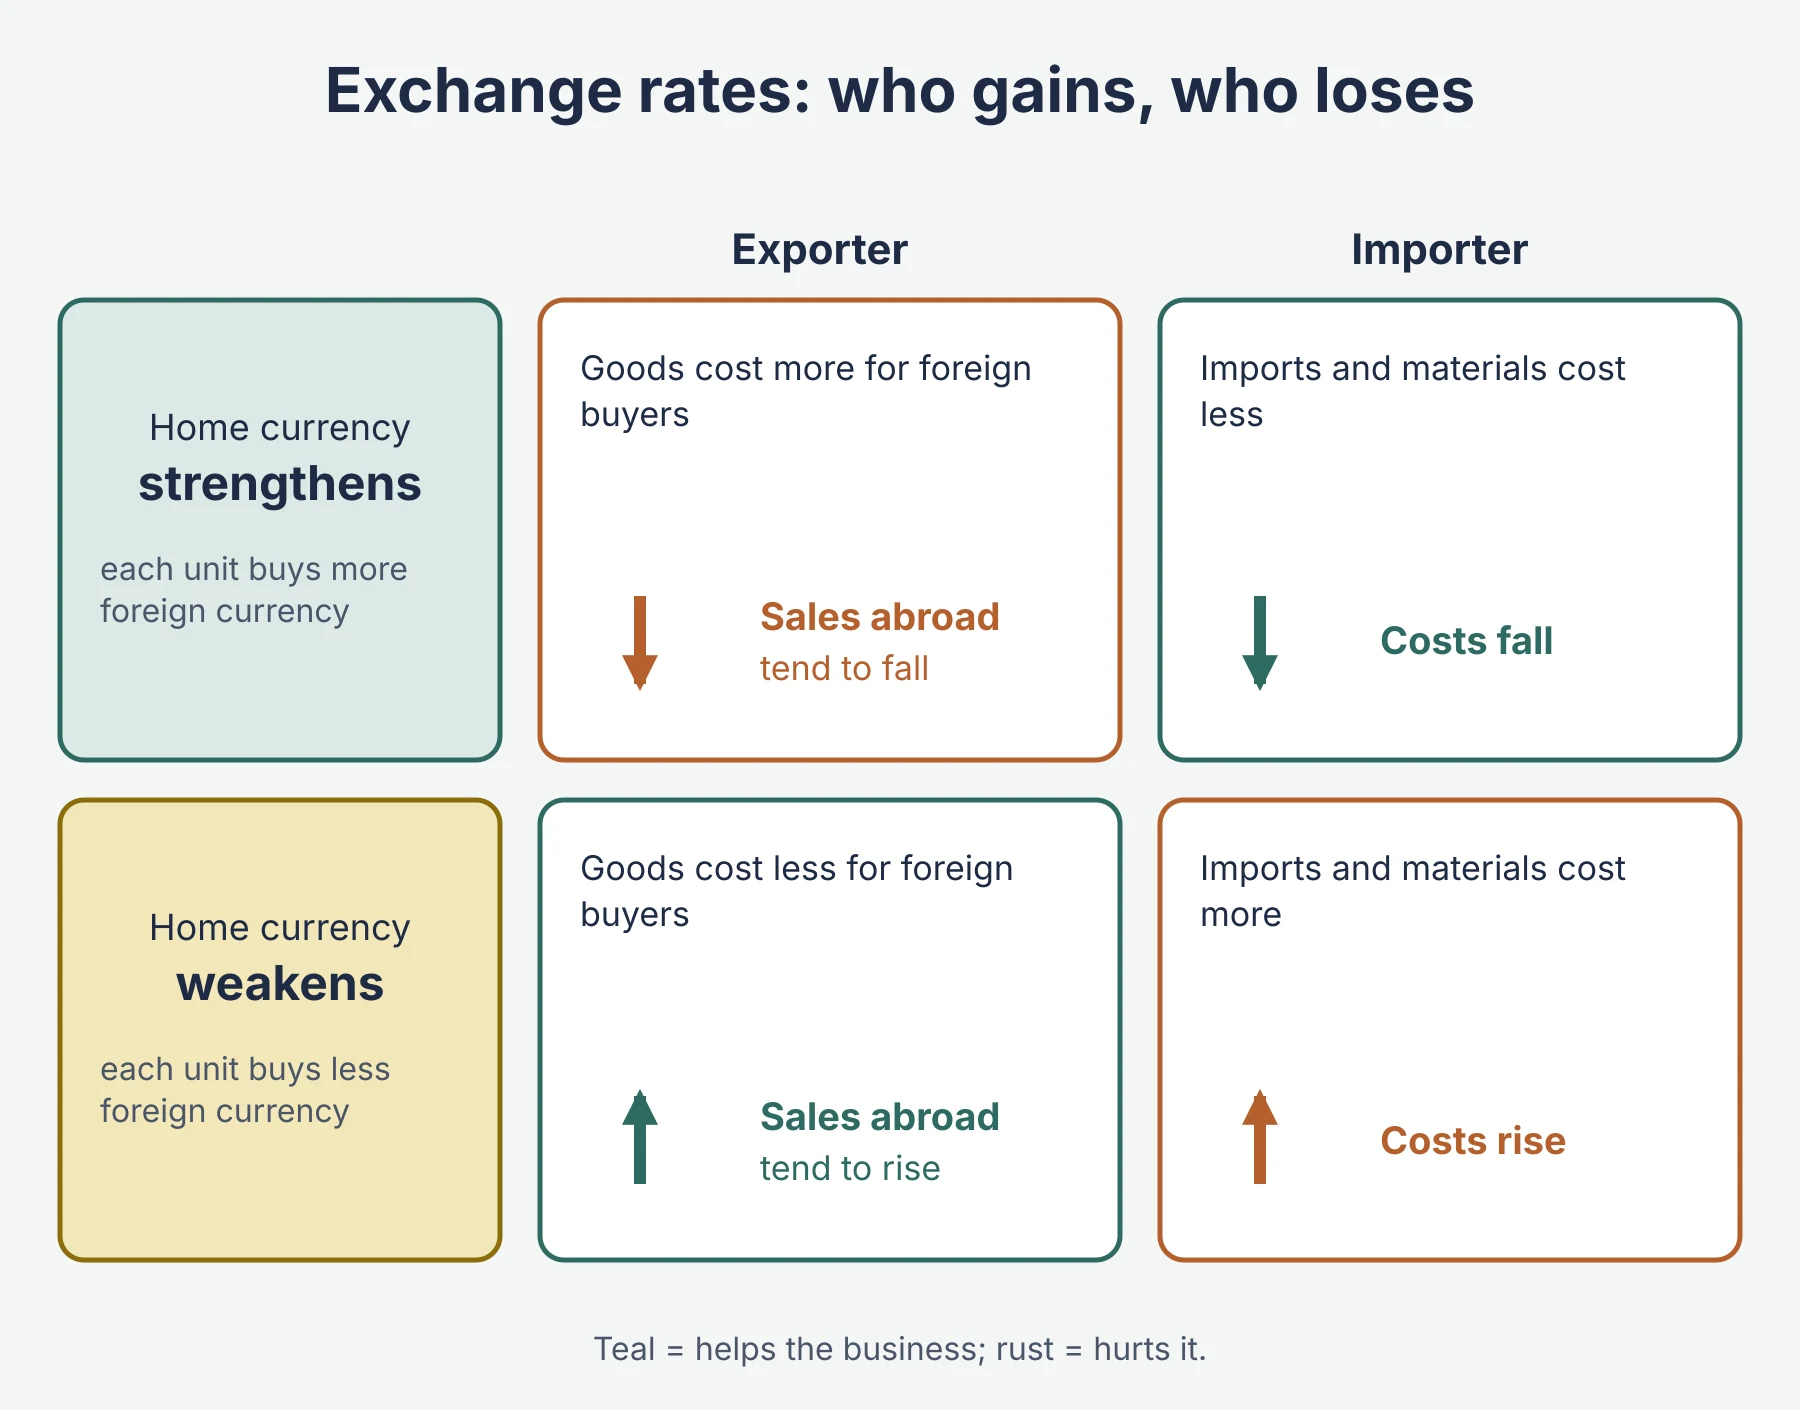 Exchange rates: who gains, who loses
Exporter
Importer
Home currency
strengthens
each unit buys more
foreign currency
Goods cost more for foreign
buyers
Sales abroad
tend to fall
Imports and materials cost
less
Costs fall
Home currency
weakens
each unit buys less
foreign currency
Goods cost less for foreign
buyers
Sales abroad
tend to rise
Imports and materials cost
more
Costs rise
Teal = helps the business; rust = hurts it.